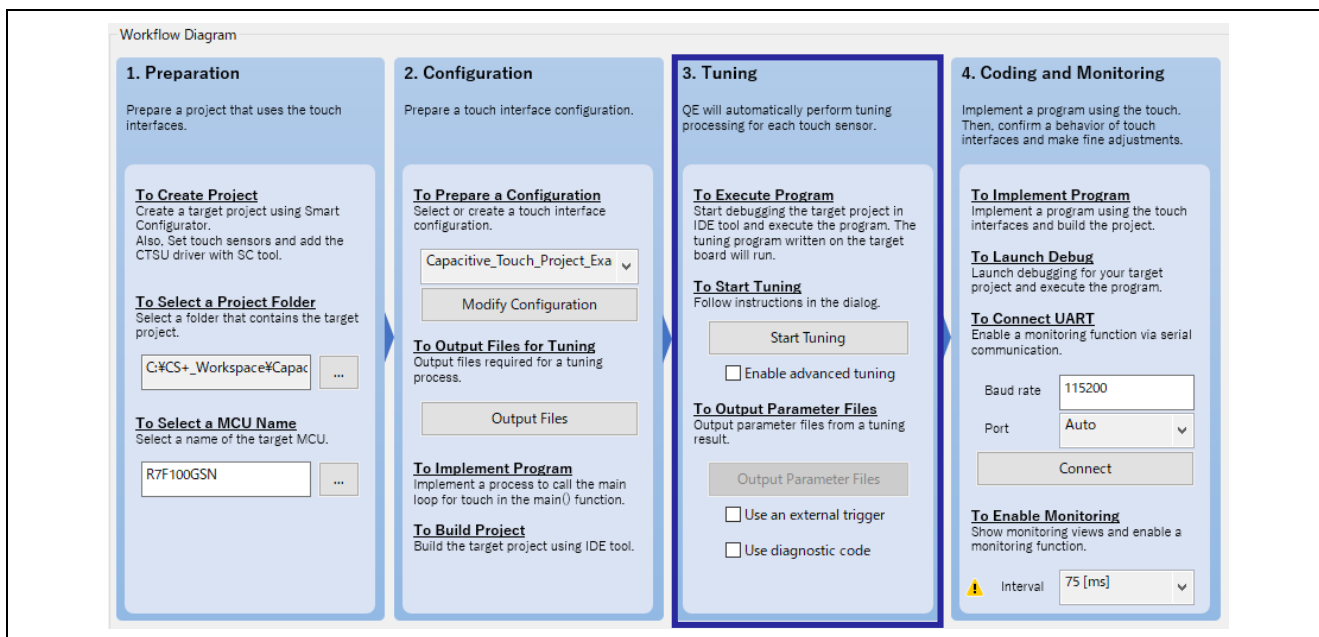 Workflow Diagram
1. Preparation
Prepare a project that uses the touch
interfaces.
To Create Project
Create a target project using Smart
Configurator.
Also, Set touch sensors and add the
CTSU driver with SC tool.
To Select a Project Folder
Select a folder that contains the target
project.
C:¥CS+_Workspace¥Capac
...
To Select a MCU Name
Select a name of the target MCU.
R7F100GSN
...
2. Configuration
Prepare a touch interface configuration.
To Prepare a Configuration
Select or create a touch interface
configuration.
Capacitive_Touch_Project_Exa
Modify Configuration
To Output Files for Tuning
Output files required for a tuning
process.
Output Files
To Implement Program
Implement a process to call the main
loop for touch in the main() function.
To Build Project
Build the target project using IDE tool.
3. Tuning
QE will automatically perform tuning
processing for each touch sensor.
To Execute Program
Start debugging the target project in
IDE tool and execute the program. The
tuning program written on the target
board will run.
To Start Tuning
Follow instructions in the dialog.
Start Tuning
Enable advanced tuning
To Output Parameter Files
Output parameter files from a tuning
result.
Output Parameter Files
Use an external trigger
Use diagnostic code
4. Coding and Monitoring
Implement a program using the touch.
Then, confirm a behavior of touch
interfaces and make fine adjustments.
To Implement Program
Implement a program using the touch
interfaces and build the project.
To Launch Debug
Launch debugging for your target
project and execute the program.
To Connect UART
Enable a monitoring function via serial
communication.
Baud rate 115200
Port Auto
Connect
To Enable Monitoring
Show monitoring views and enable a
monitoring function.
Interval 75 [ms]